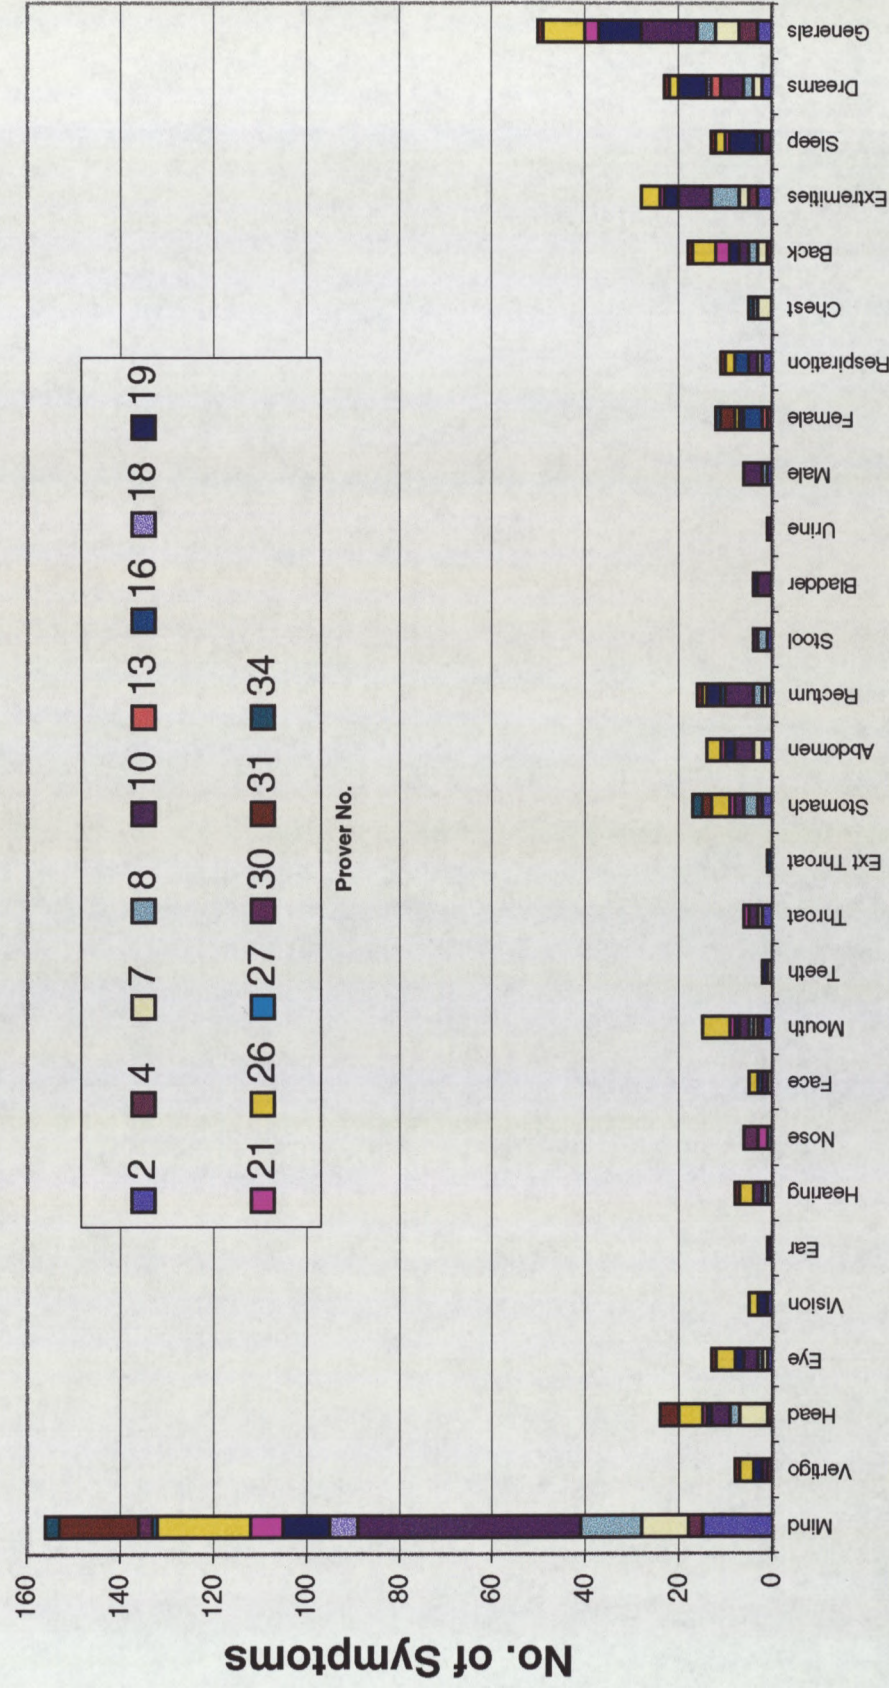 No. of Symptoms
160
140
120
100
80
60
40
20
0
2 4 7 8 10 13 16 18 19
21 26 27 30 31 34
Prover No.
Mind
Vertigo
Head
Eye
Vision
Ear
Hearing
Nose
Face
Mouth
Teeth
Throat
Ext Throat
Stomach
Abdomen
Rectum
Stool
Bladder
Urine
Male
Female
Respiration
Chest
Back
Extremities
Sleep
Dreams
Generals